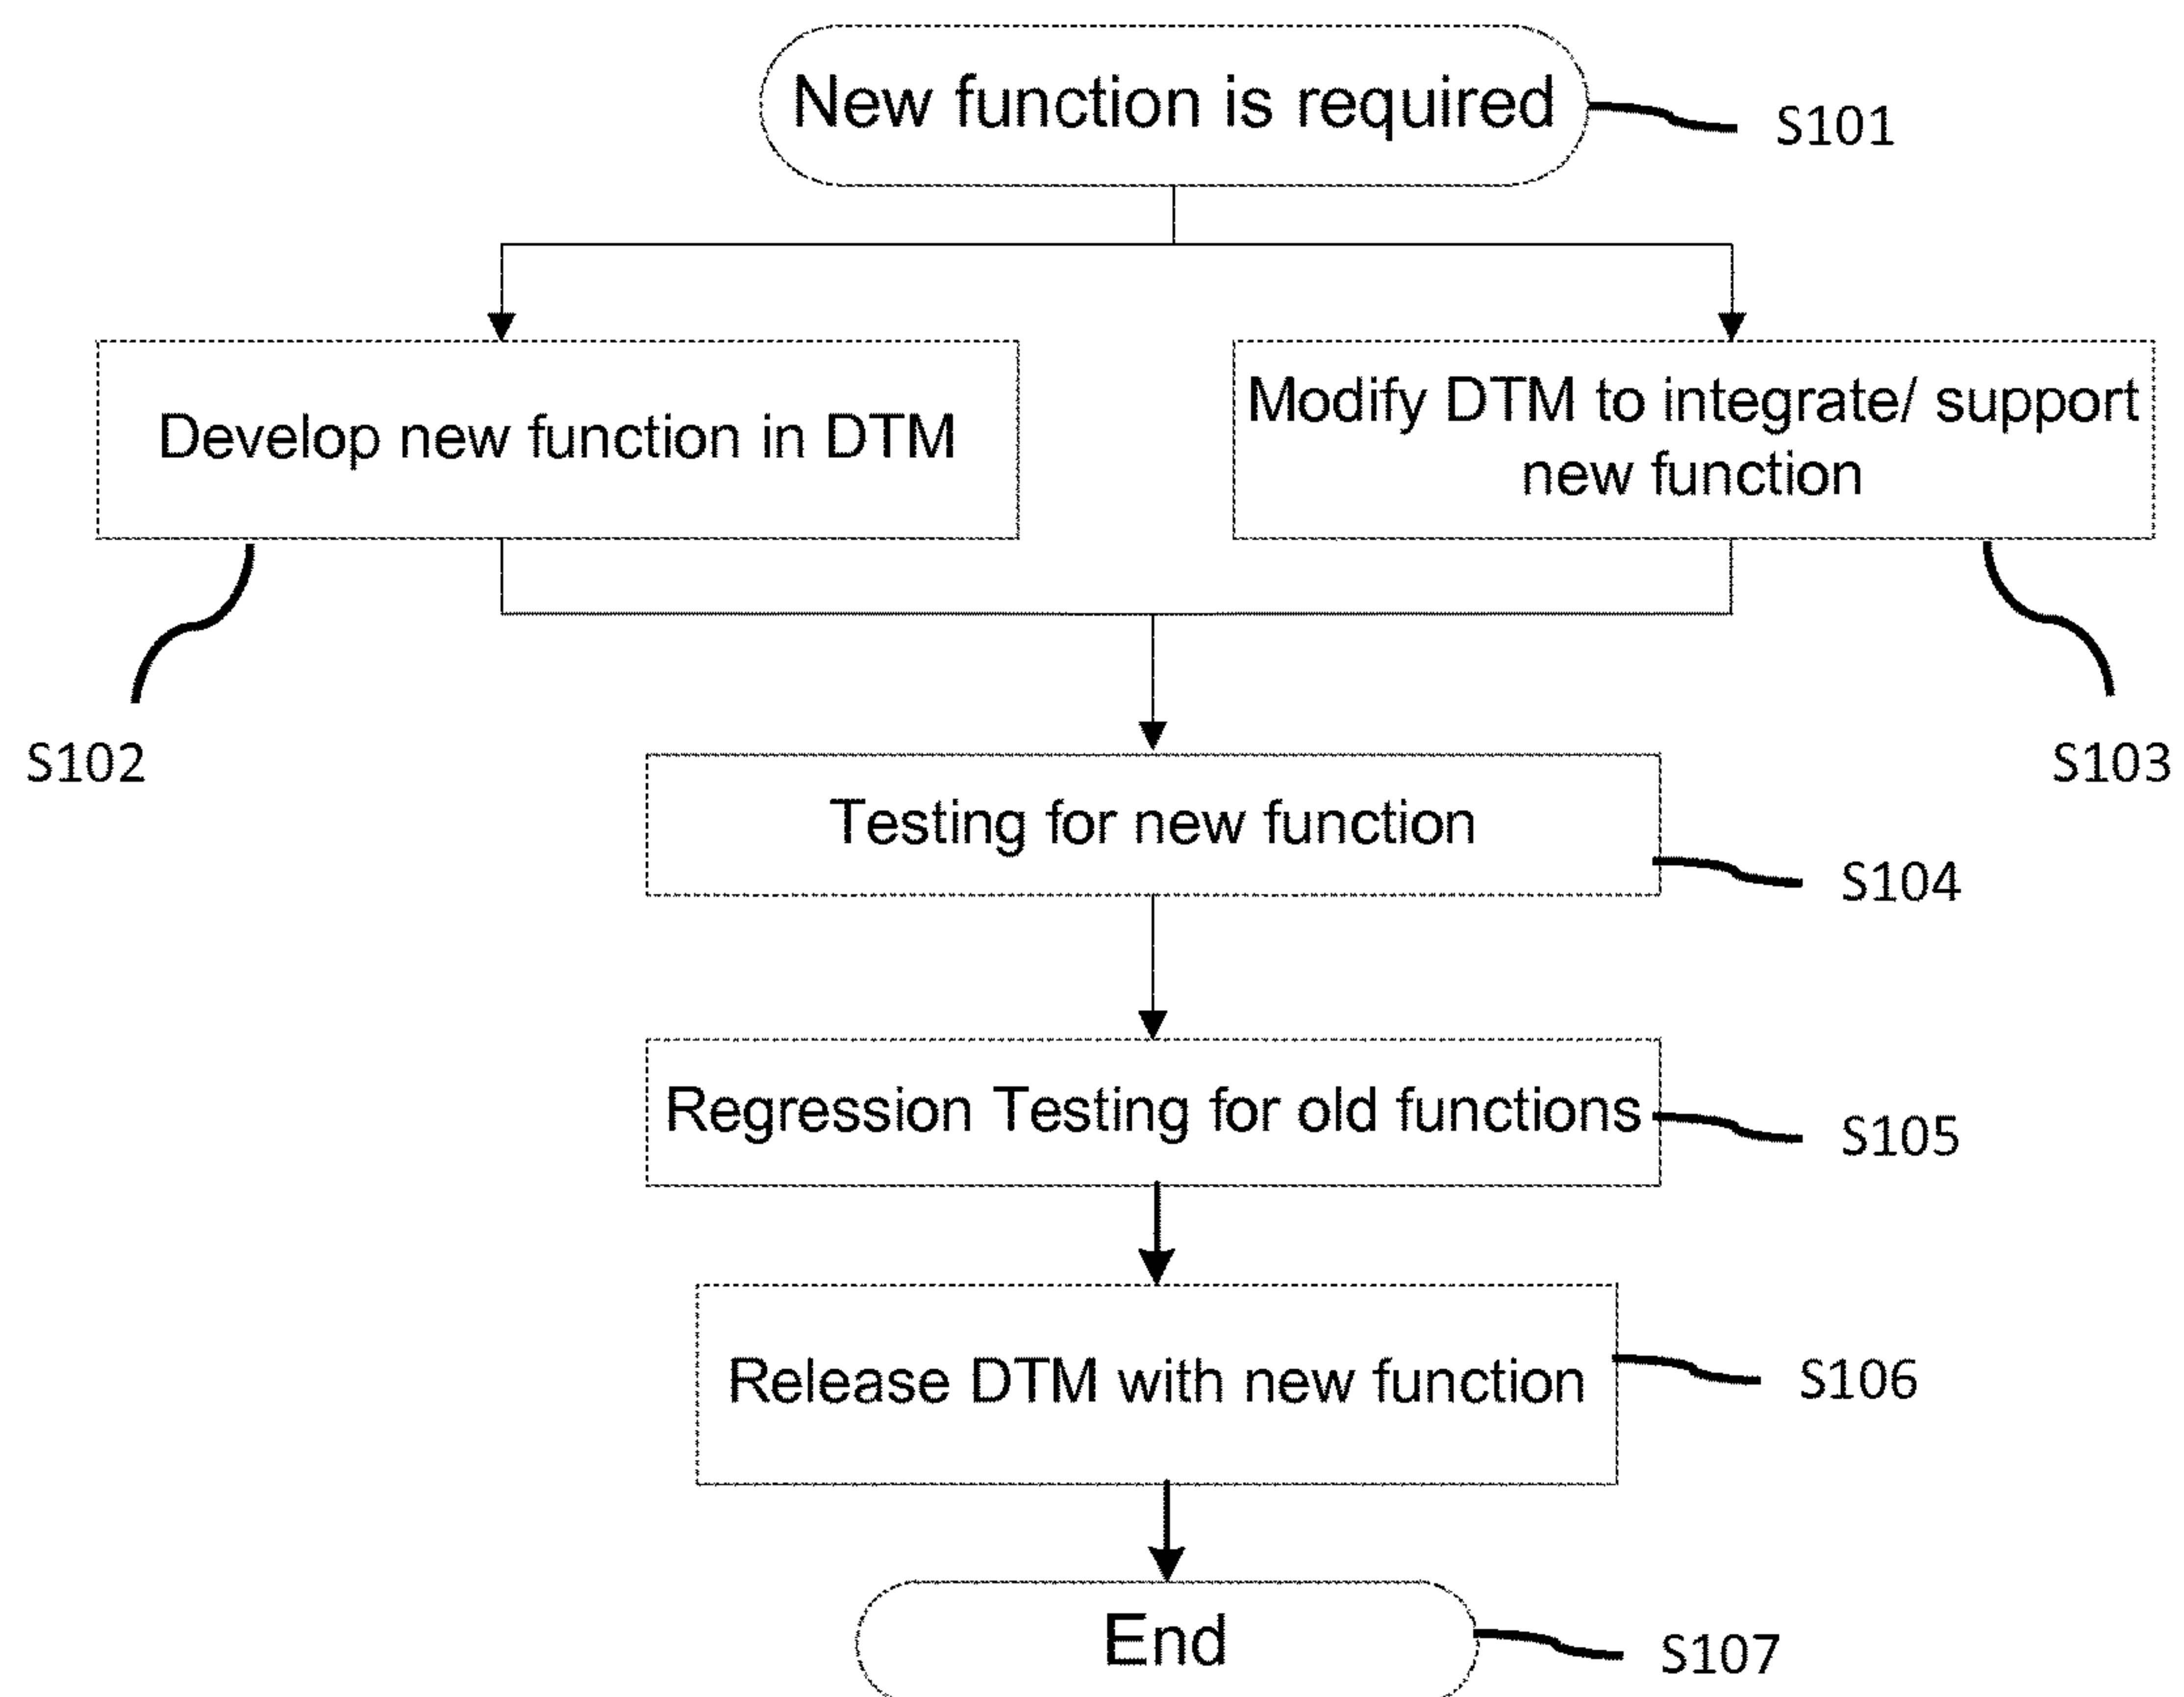 New function is required
S101
Develop new function in DTM
Modify DTM to integrate/ support
new function
S102
S103
Testing for new function
S104
Regression Testing for old functions
S105
Release DTM with new function
S106
End
S107